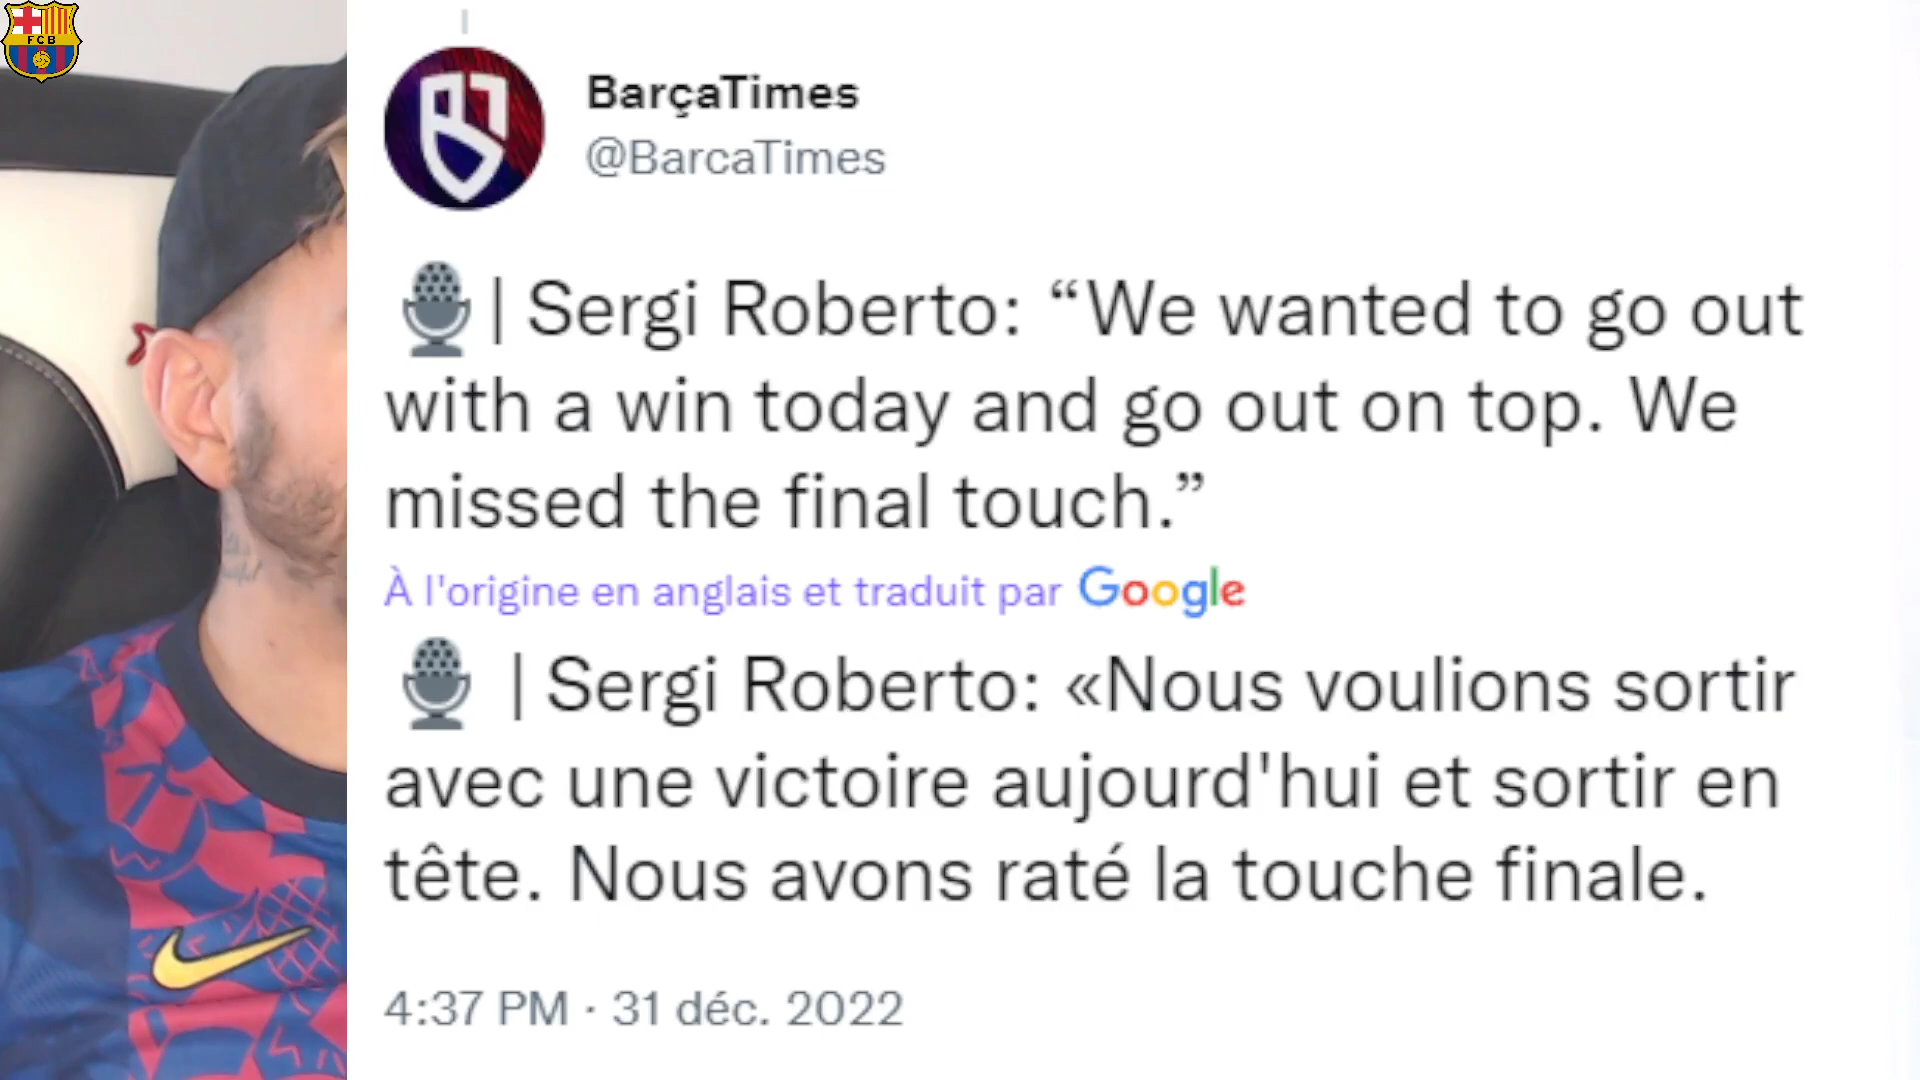 FCB
BarçaTimes
@BarcaTimes
🎙| Sergi Roberto: “We wanted to go out
with a win today and go out on top. We
missed the final touch.”
À l'origine en anglais et traduit par Google
🎙 | Sergi Roberto: «Nous voulions sortir
avec une victoire aujourd'hui et sortir en
tête. Nous avons raté la touche finale.
4:37 PM · 31 déc. 2022